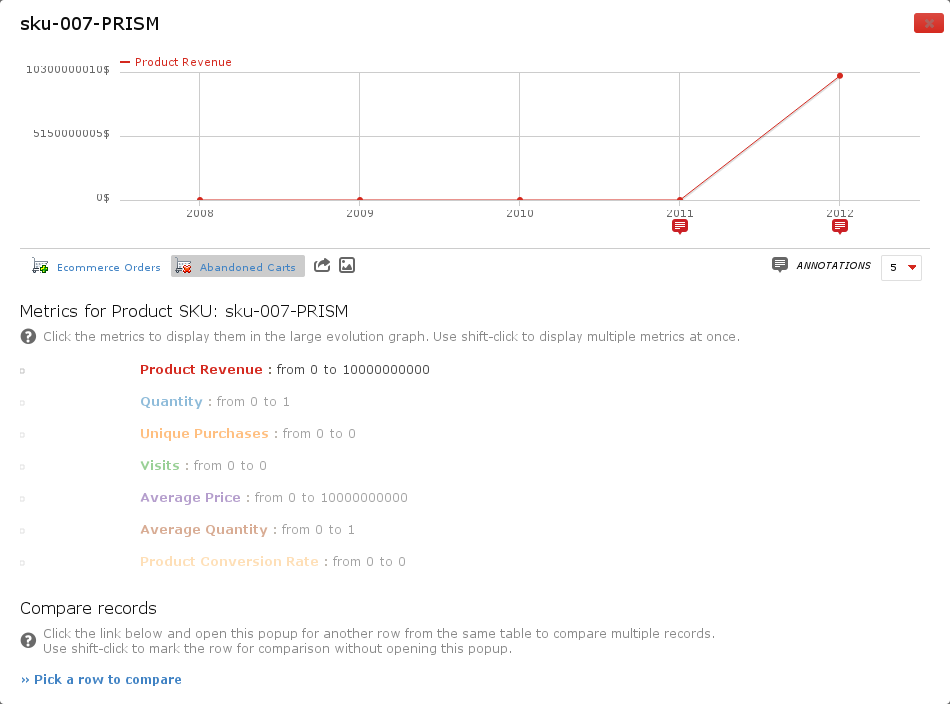 sku-007-PRISM
Product Revenue
10300000010$
5150000005$
0$
2008 2009 2010 2011 2012
Ecommerce Orders Abandoned Carts ANNOTATIONS 5
Metrics for Product SKU: sku-007-PRISM
Click the metrics to display them in the large evolution graph. Use shift-click to display multiple metrics at once.
Product Revenue : from 0 to 10000000000
Quantity : from 0 to 1
Unique Purchases : from 0 to 0
Visits : from 0 to 0
Average Price : from 0 to 10000000000
Average Quantity : from 0 to 1
Product Conversion Rate : from 0 to 0
Compare records
Click the link below and open this popup for another row from the same table to compare multiple records.
Use shift-click to mark the row for comparison without opening this popup.
» Pick a row to compare